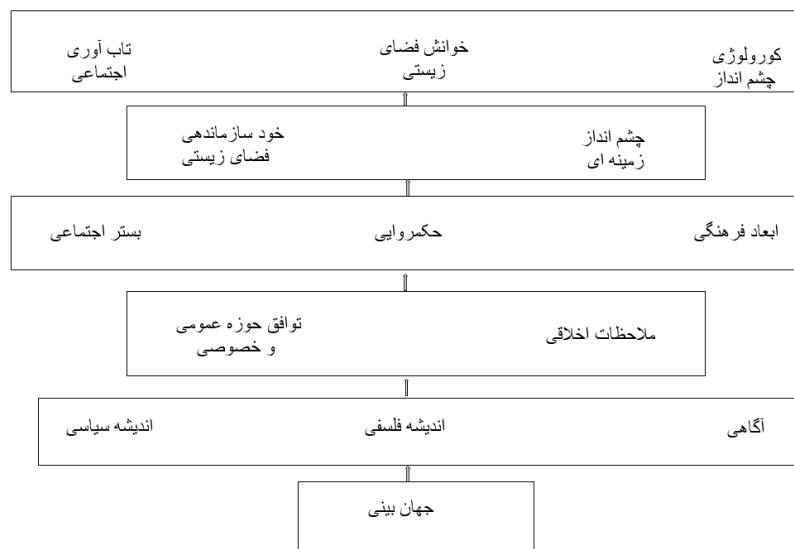 کورولوژی
چشم انداز
خوانش فضای
زیستی
تاب آوری
اجتماعی
چشم انداز
زمینه ای
خود سازماندهی
فضای زیستی
ابعاد فرهنگی
حکمروایی
بستر اجتماعی
ملاحظات اخلاقی
توافق حوزه عمومی
و خصوصی
آگاهی
اندیشه فلسفی
اندیشه سیاسی
جهان بینی